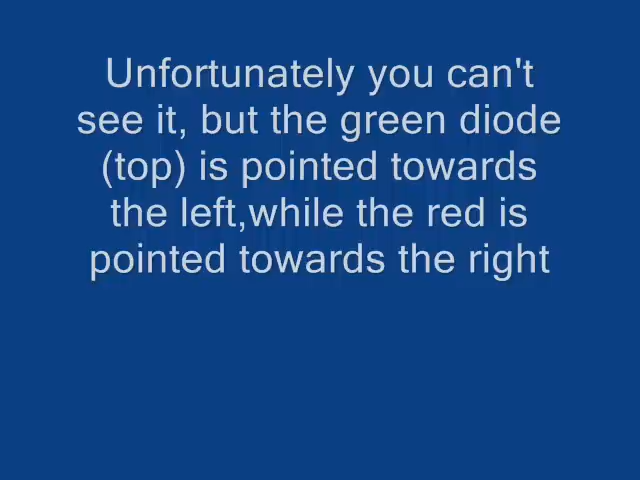 Unfortunately you can't
see it, but the green diode
(top) is pointed towards
the left,while the red is
pointed towards the right